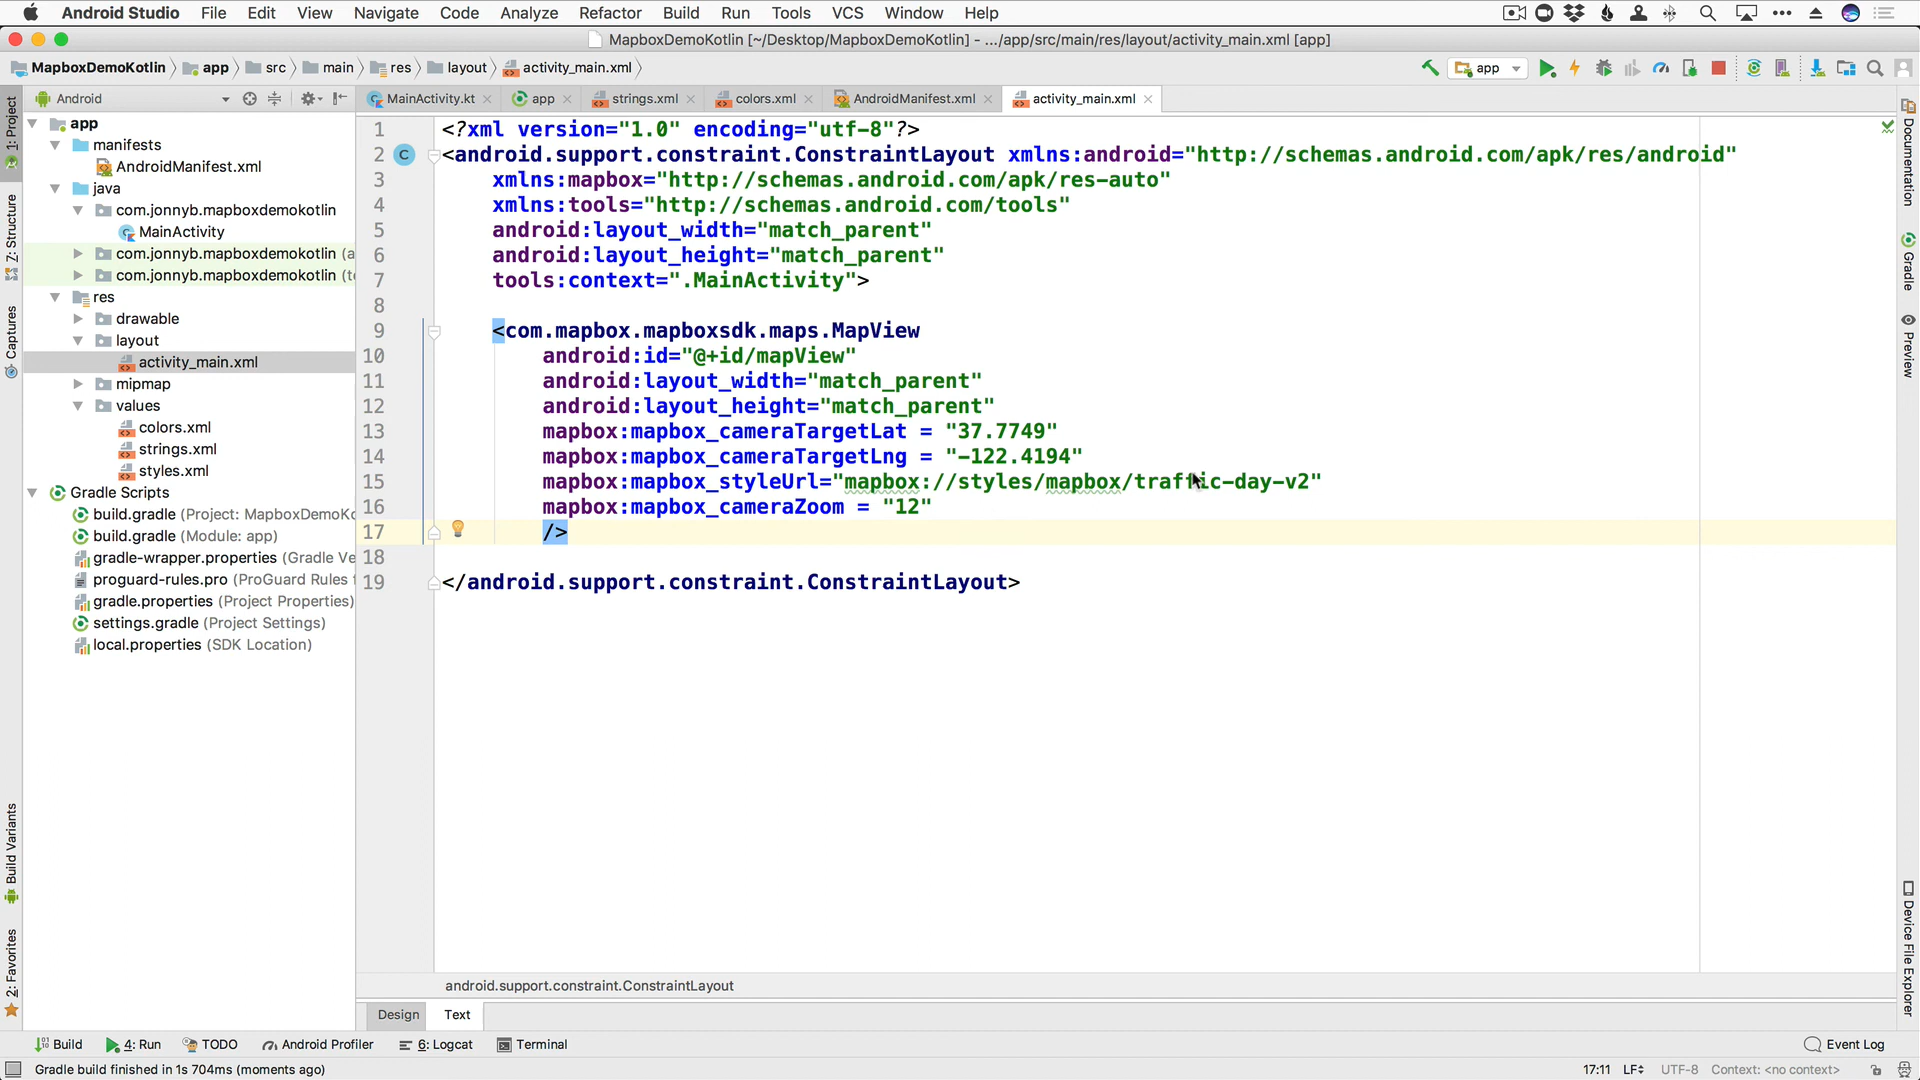 Android Studio File Edit View Navigate Code Analyze Refactor Build Run Tools VCS Window Help
MapboxDemoKotlin [~/Desktop/MapboxDemoKotlin] - .../app/src/main/res/layout/activity_main.xml [app]
MapboxDemoKotlin app src main res layout activity_main.xml app
Android MainActivity.kt app strings.xml colors.xml AndroidManifest.xml activity_main.xml
1: Project
Z: Structure
Captures
Build Variants
2: Favorites
app
manifests
AndroidManifest.xml
java
com.jonnyb.mapboxdemokotlin
MainActivity
com.jonnyb.mapboxdemokotlin (a
com.jonnyb.mapboxdemokotlin (t
res
drawable
layout
activity_main.xml
mipmap
values
colors.xml
strings.xml
styles.xml
Gradle Scripts
build.gradle (Project: MapboxDemoKo
build.gradle (Module: app)
gradle-wrapper.properties (Gradle Ve
proguard-rules.pro (ProGuard Rules f
gradle.properties (Project Properties)
settings.gradle (Project Settings)
local.properties (SDK Location)
1 <?xml version="1.0" encoding="utf-8"?>
2 C <android.support.constraint.ConstraintLayout xmlns:android="http://schemas.android.com/apk/res/android"
3 xmlns:mapbox="http://schemas.android.com/apk/res-auto"
4 xmlns:tools="http://schemas.android.com/tools"
5 android:layout_width="match_parent"
6 android:layout_height="match_parent"
7 tools:context=".MainActivity">
8
9 <com.mapbox.mapboxsdk.maps.MapView
10 android:id="@+id/mapView"
11 android:layout_width="match_parent"
12 android:layout_height="match_parent"
13 mapbox:mapbox_cameraTargetLat = "37.7749"
14 mapbox:mapbox_cameraTargetLng = "-122.4194"
15 mapbox:mapbox_styleUrl="mapbox://styles/mapbox/traffic-day-v2"
16 mapbox:mapbox_cameraZoom = "12"
17 />
18
19 </android.support.constraint.ConstraintLayout>
Documentation
Gradle
Preview
Device File Explorer
android.support.constraint.ConstraintLayout
Design Text
Build 4: Run TODO Android Profiler 6: Logcat Terminal Event Log
Gradle build finished in 1s 704ms (moments ago) 17:11 LF UTF-8 Context: <no context>